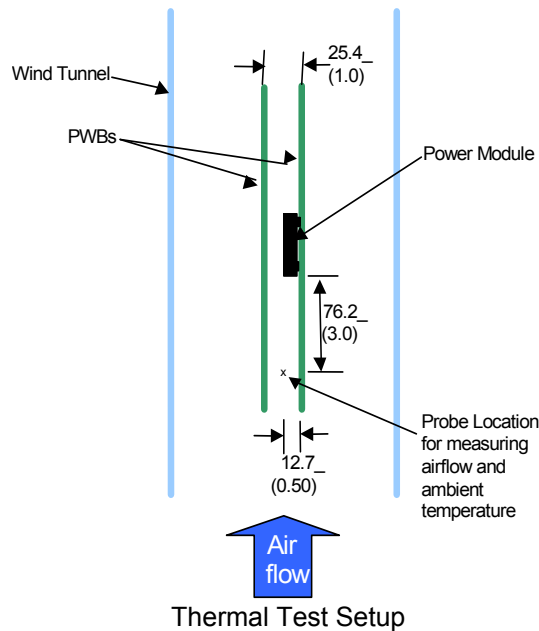 25.4_
(1.0)
Wind Tunnel
PWBs
Power Module
76.2_
(3.0)
x
Probe Location
for measuring
airflow and
ambient
temperature
12.7_
(0.50)
Air
flow
Thermal Test Setup